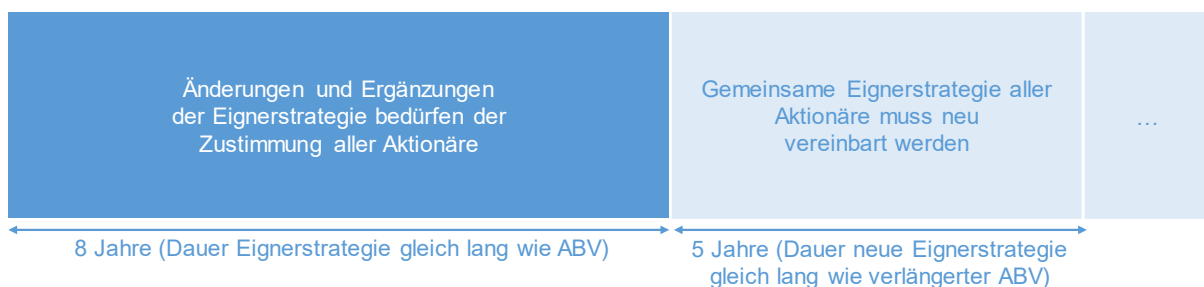 Änderungen und Ergänzungen
der Eignerstrategie bedürfen der
Zustimmung aller Aktionäre
Gemeinsame Eignerstrategie aller
Aktionäre muss neu
vereinbart werden
…
8 Jahre (Dauer Eignerstrategie gleich lang wie ABV)
5 Jahre (Dauer neue Eignerstrategie
gleich lang wie verlängerter ABV)